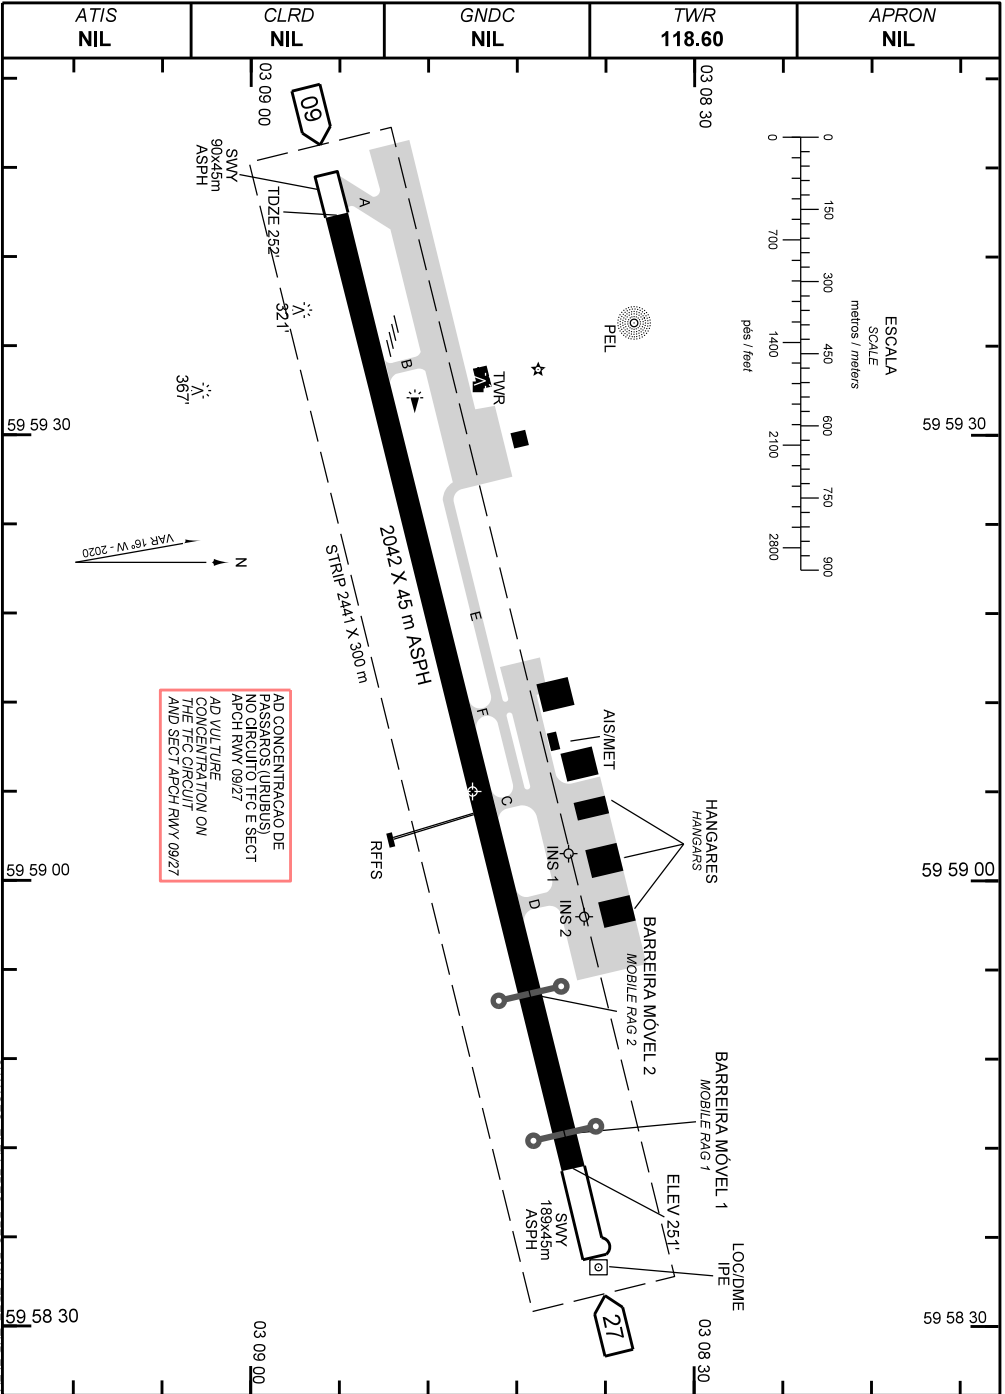 ATIS
NIL
CLRD
NIL
GNDC
NIL
TWR
118.60
APRON
NIL
03 09 00
03 08 30
09
SWY
90x45m
ASPH
TDZE 252'
A
321'
367'
B
TWR
PEL
ESCALA
SCALE
metros / meters
0
150
300
450
600
750
900
0
700
1400
2100
2800
pés / feet
59 59 30
59 59 30
VAR 16° W - 2020
N
2042 X 45 m ASPH
STRIP 2441 X 300 m
E
F
C
D
AIS/MET
HANGARES
HANGARS
INS 1
INS 2
RFFS
AD CONCENTRACAO DE
PASSAROS (URUBUS)
NO CIRCUITO TFC E SECT
APCH RWY 09/27
AD VULTURE
CONCENTRATION ON
THE TFC CIRCUIT
AND SECT APCH RWY 09/27
59 59 00
59 59 00
BARREIRA MÓVEL 2
MOBILE RAG 2
BARREIRA MÓVEL 1
MOBILE RAG 1
ELEV 251'
SWY
189x45m
ASPH
LOC/DME
IPE
27
59 58 30
59 58 30
03 09 00
03 08 30